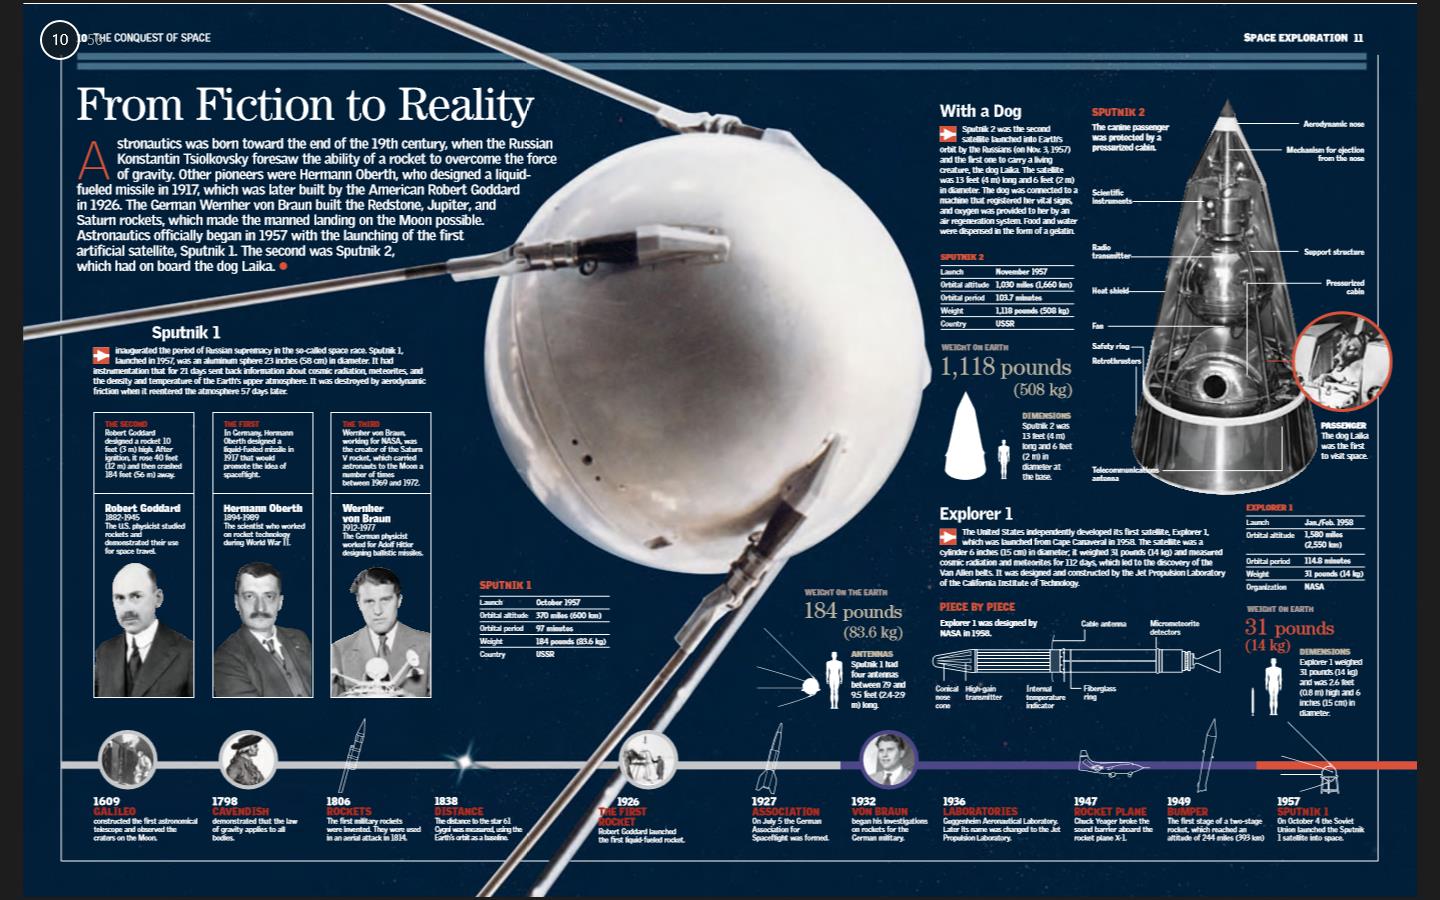 10
10 THE CONQUEST OF SPACE
SPACE EXPLORATION 11
From Fiction to Reality
Astronautics was born toward the end of the 19th century, when the Russian
Konstantin Tsiolkovsky foresaw the ability of a rocket to overcome the force
of gravity. Other pioneers were Hermann Oberth, who designed a liquid-
fueled missile in 1917, which was later built by the American Robert Goddard
in 1926. The German Wernher von Braun built the Redstone, Jupiter, and
Saturn rockets, which made the manned landing on the Moon possible.
Astronautics officially began in 1957 with the launching of the first
artificial satellite, Sputnik 1. The second was Sputnik 2,
which had on board the dog Laika.
Sputnik 1
inaugurated the period of Russian supremacy in the so-called space race. Sputnik 1,
launched in 1957, was an aluminum sphere 23 inches (58 cm) in diameter. It had
instrumentation that for 21 days sent back information about cosmic radiation, meteorites, and
the density and temperature of the Earth's upper atmosphere. It was destroyed by aerodynamic
friction when it reentered the atmosphere 57 days later.
THE SECOND
Robert Goddard
designed a rocket 10
feet (3 m) high. After
ignition, it rose 40 feet
(12 m) and then crashed
184 feet (56 m) away.
Robert Goddard
1882-1945
The U.S. physicist studied
rockets and
demonstrated their use
for space travel.
THE FIRST
In Germany, Hermann
Oberth designed a
liquid-fueled missile in
1917 that would
promote the idea of
spaceflight.
Hermann Oberth
1894-1989
The scientist who worked
on rocket technology
during World War II.
THE THIRD
Wernher von Braun,
working for NASA, was
the creator of the Saturn
V rocket, which carried
astronauts to the Moon a
number of times
between 1969 and 1972.
Wernher
von Braun
1912-1977
The German physicist
worked for Adolf Hitler
designing ballistic missiles.
SPUTNIK 1
Launch October 1957
Orbital altitude 370 miles (600 km)
Orbital period 97 minutes
Weight 184 pounds (83.6 kg)
Country USSR
WEIGHT ON THE EARTH
184 pounds
(83.6 kg)
ANTENNAS
Sputnik 1 had
four antennas
between 7.9 and
9.5 feet (2.4-2.9
m) long.
With a Dog
Sputnik 2 was the second
satellite launched into Earth's
orbit by the Russians (on Nov. 3, 1957)
and the first one to carry a living
creature, the dog Laika. The satellite
was 13 feet (4 m) long and 6 feet (2 m)
in diameter. The dog was connected to a
machine that registered her vital signs,
and oxygen was provided to her by an
air regeneration system. Food and water
were dispensed in the form of a gelatin.
SPUTNIK 2
Launch November 1957
Orbital altitude 1,030 miles (1,660 km)
Orbital period 103.7 minutes
Weight 1,118 pounds (508 kg)
Country USSR
WEIGHT ON EARTH
1,118 pounds
(508 kg)
DIMENSIONS
Sputnik 2 was
13 feet (4 m)
long and 6 feet
(2 m) in
diameter at
the base.
SPUTNIK 2
The canine passenger
was protected by a
pressurized cabin.
Aerodynamic nose
Mechanism for ejection
from the nose
Scientific
instruments
Radio
transmitter
Support structure
Heat shield
Pressurized
cabin
Fan
Safety ring
Retrothrusters
Telecommunications
antenna
PASSENGER
The dog Laika
was the first
to visit space.
Explorer 1
The United States independently developed its first satellite, Explorer 1,
which was launched from Cape Canaveral in 1958. The satellite was a
cylinder 6 inches (15 cm) in diameter; it weighed 31 pounds (14 kg) and measured
cosmic radiation and meteorites for 112 days, which led to the discovery of the
Van Allen belts. It was designed and constructed by the Jet Propulsion Laboratory
of the California Institute of Technology.
PIECE BY PIECE
Explorer 1 was designed by
NASA in 1958.
Cable antenna
Micrometeorite
detectors
Conical
nose
cone
High-gain
transmitter
Internal
temperature
indicator
Fiberglass
ring
EXPLORER 1
Launch Jan./Feb. 1958
Orbital altitude 1,580 miles
(2,550 km)
Orbital period 114.8 minutes
Weight 31 pounds (14 kg)
Organization NASA
WEIGHT ON EARTH
31 pounds
(14 kg)
DIMENSIONS
Explorer 1 weighed
31 pounds (14 kg)
and was 2.6 feet
(0.8 m) high and 6
inches (15 cm) in
diameter.
1609
GALILEO
constructed the first astronomical
telescope and observed the
craters on the Moon.
1798
CAVENDISH
demonstrated that the law
of gravity applies to all
bodies.
1806
ROCKETS
The first military rockets
were invented. They were used
in an aerial attack in 1814.
1838
DISTANCE
The distance to the star 61
Cygni was measured, using the
Earth's orbit as a baseline.
1926
THE FIRST
ROCKET
Robert Goddard launched
the first liquid-fueled rocket.
1927
ASSOCIATION
On July 5 the German
Association for
Spaceflight was formed.
1932
VON BRAUN
began his investigations
on rockets for the
German military.
1936
LABORATORIES
Guggenheim Aeronautical Laboratory.
Later its name was changed to the Jet
Propulsion Laboratory.
1947
ROCKET PLANE
Chuck Yeager broke the
sound barrier aboard the
rocket plane X-1.
1949
BUMPER
The first stage of a two-stage
rocket, which reached an
altitude of 244 miles (393 km)
1957
SPUTNIK 1
On October 4 the Soviet
Union launched the Sputnik
1 satellite into space.